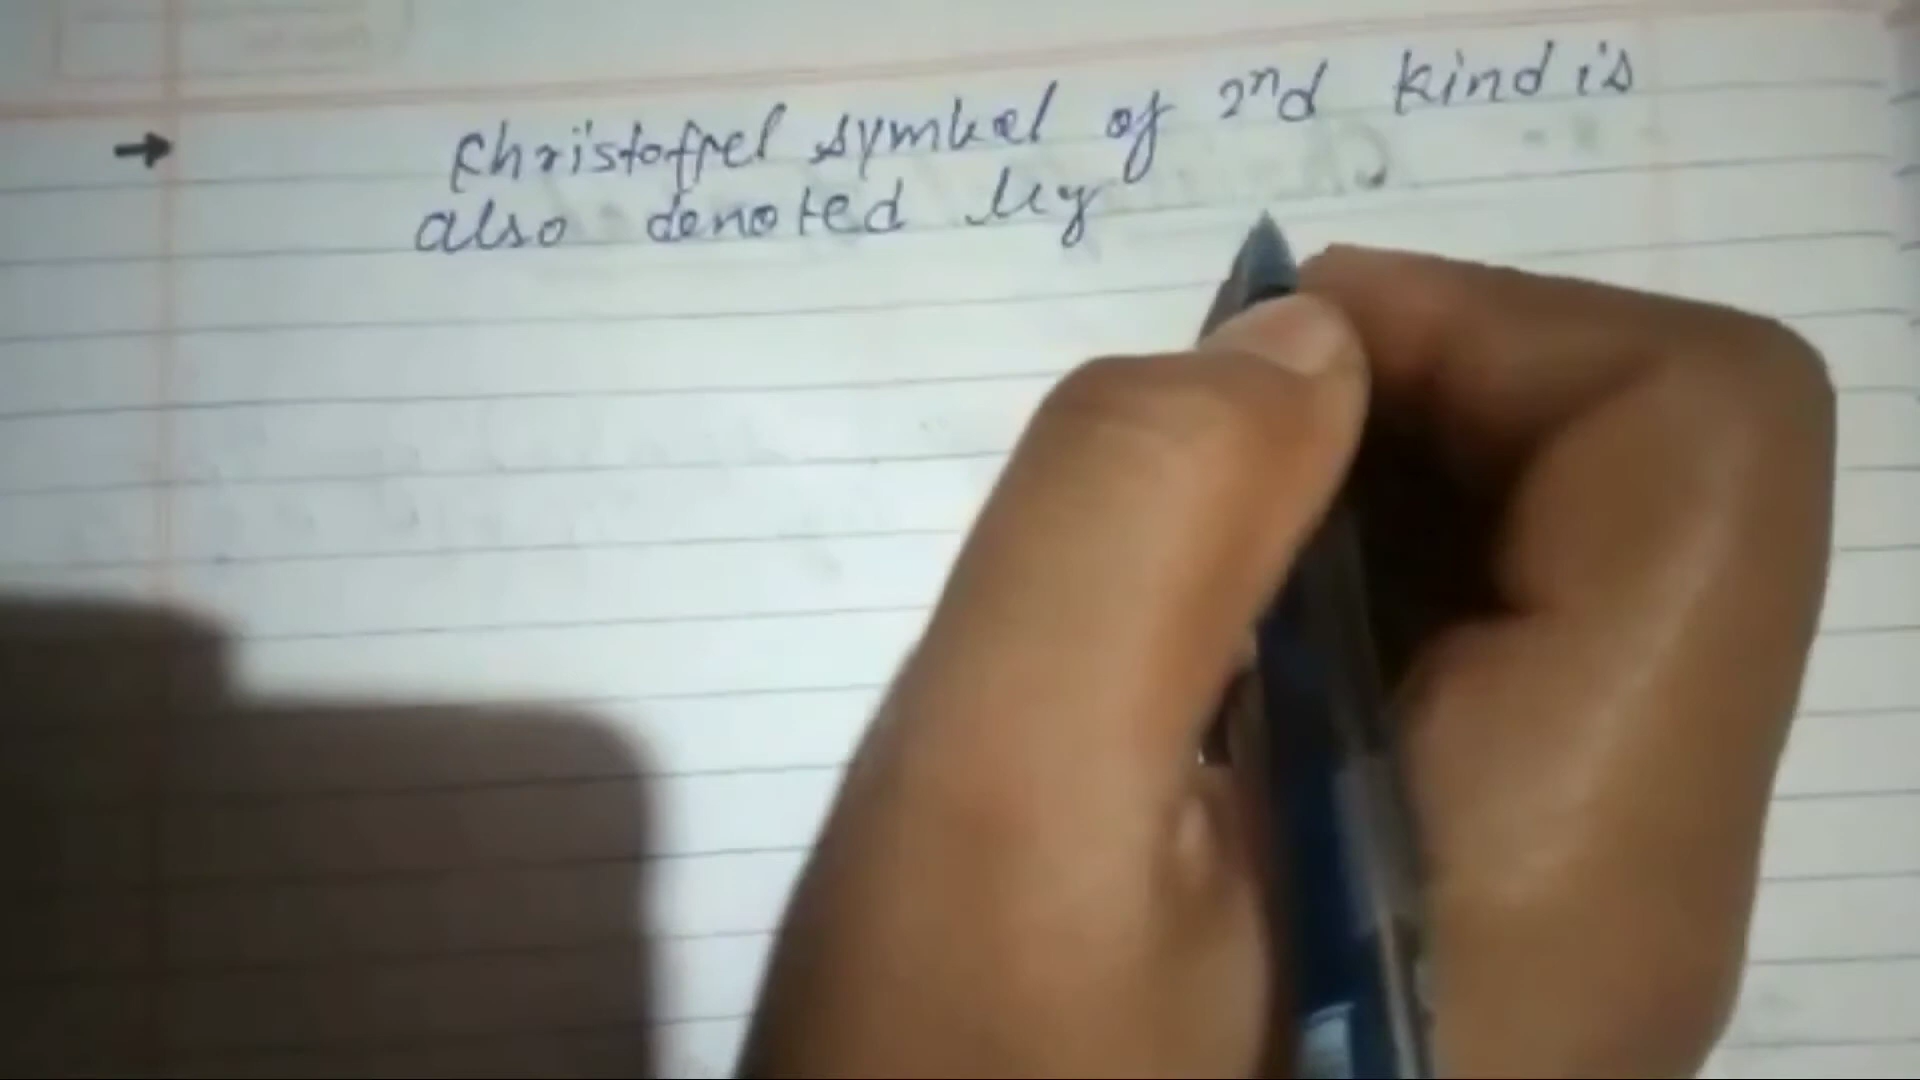 → Christoffel symbol of 2nd kind is
also denoted by